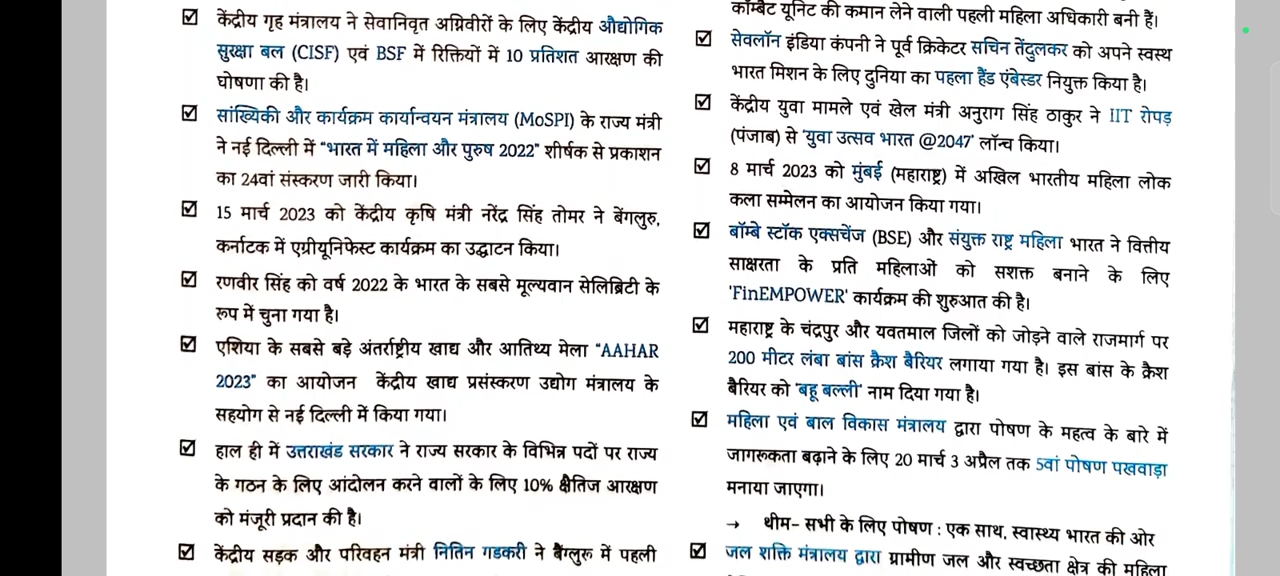 केंद्रीय गृह मंत्रालय ने सेवानिवृत अग्निवीरों के लिए केंद्रीय औद्योगिक
सुरक्षा बल (CISF) एवं BSF में रिक्तियों में 10 प्रतिशत आरक्षण की
घोषणा की है।
सांख्यिकी और कार्यक्रम कार्यान्वयन मंत्रालय (MoSPI) के राज्य मंत्री
ने नई दिल्ली में "भारत में महिला और पुरुष 2022" शीर्षक से प्रकाशन
का 24वां संस्करण जारी किया।
15 मार्च 2023 को केंद्रीय कृषि मंत्री नरेंद्र सिंह तोमर ने बेंगलुरु,
कर्नाटक में एग्रीयूनिफेस्ट कार्यक्रम का उद्घाटन किया।
रणवीर सिंह को वर्ष 2022 के भारत के सबसे मूल्यवान सेलिब्रिटी के
रूप में चुना गया है।
एशिया के सबसे बड़े अंतर्राष्ट्रीय खाद्य और आतिथ्य मेला "AAHAR
2023" का आयोजन केंद्रीय खाद्य प्रसंस्करण उद्योग मंत्रालय के
सहयोग से नई दिल्ली में किया गया।
हाल ही में उत्तराखंड सरकार ने राज्य सरकार के विभिन्न पदों पर राज्य
के गठन के लिए आंदोलन करने वालों के लिए 10% क्षैतिज आरक्षण
को मंजूरी प्रदान की है।
केंद्रीय सड़क और परिवहन मंत्री नितिन गडकरी ने बैंगलुरु में पहली
कॉम्बैट यूनिट की कमान लेने वाली पहली महिला अधिकारी बनी हैं।
सेवलॉन इंडिया कंपनी ने पूर्व क्रिकेटर सचिन तेंदुलकर को अपने स्वस्थ
भारत मिशन के लिए दुनिया का पहला हैंड एंबेस्डर नियुक्त किया है।
केंद्रीय युवा मामले एवं खेल मंत्री अनुराग सिंह ठाकुर ने IIT रोपड़
(पंजाब) से 'युवा उत्सव भारत @2047' लॉन्च किया।
8 मार्च 2023 को मुंबई (महाराष्ट्र) में अखिल भारतीय महिला लोक
कला सम्मेलन का आयोजन किया गया।
बॉम्बे स्टॉक एक्सचेंज (BSE) और संयुक्त राष्ट्र महिला भारत ने वित्तीय
साक्षरता के प्रति महिलाओं को सशक्त बनाने के लिए
'FinEMPOWER' कार्यक्रम की शुरुआत की है।
महाराष्ट्र के चंद्रपुर और यवतमाल जिलों को जोड़ने वाले राजमार्ग पर
200 मीटर लंबा बांस क्रैश बैरियर लगाया गया है। इस बांस के क्रैश
बैरियर को 'बहू बल्ली' नाम दिया गया है।
महिला एवं बाल विकास मंत्रालय द्वारा पोषण के महत्व के बारे में
जागरुकता बढ़ाने के लिए 20 मार्च 3 अप्रैल तक 5वां पोषण पखवाड़ा
मनाया जाएगा।
→ थीम- सभी के लिए पोषण : एक साथ, स्वास्थ्य भारत की ओर
जल शक्ति मंत्रालय द्वारा ग्रामीण जल और स्वच्छता क्षेत्र की महिला